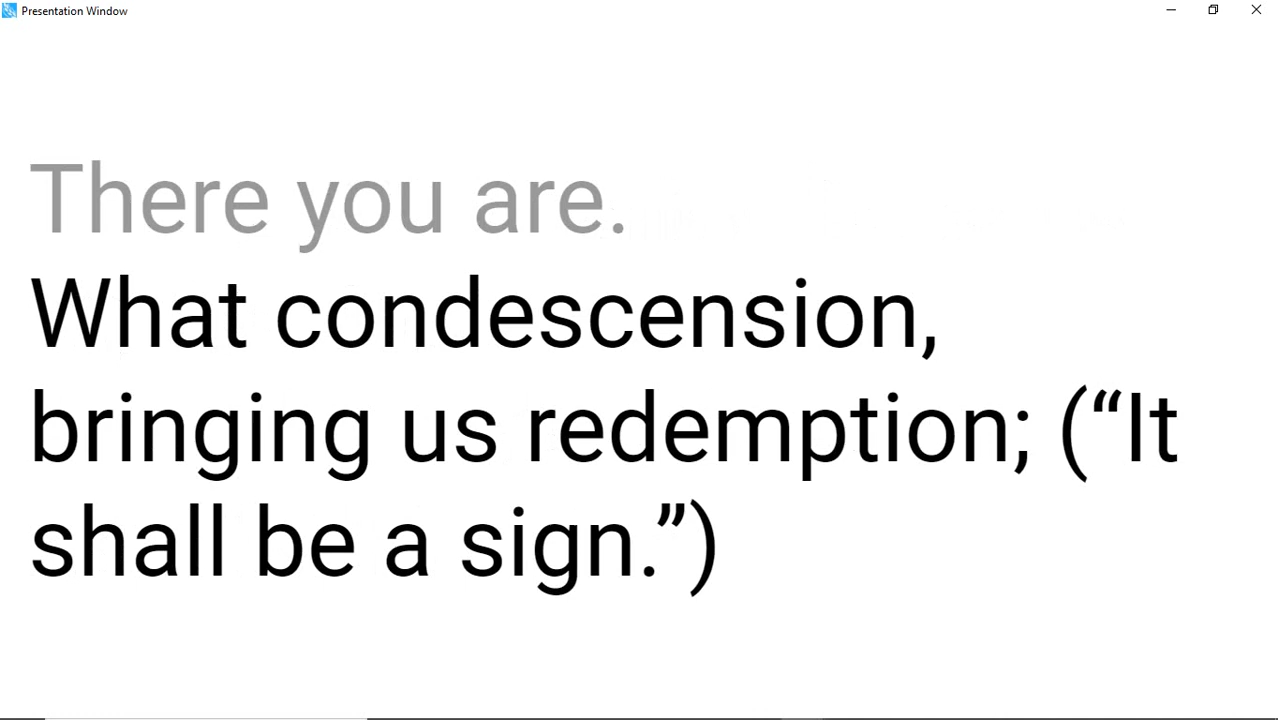 Presentation Window
There you are.
What condescension,
bringing us redemption; (“It
shall be a sign.”)